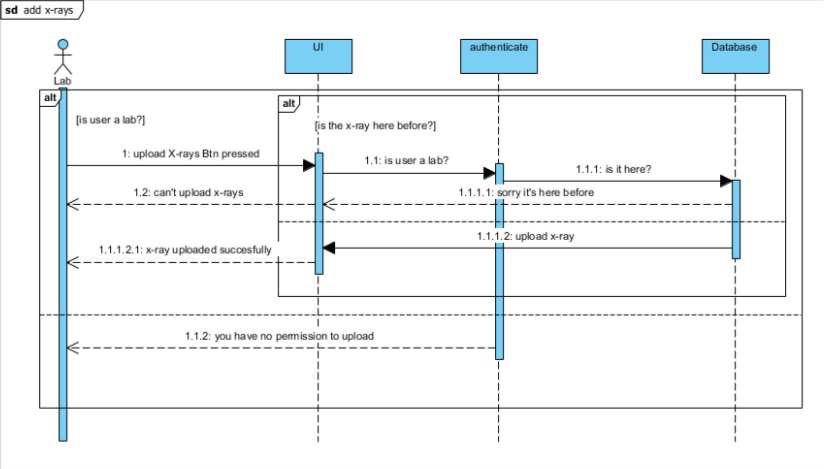 sd add x-rays
UI
authenticate
Database
Lab
alt
alt
[is user a lab?]
[is the x-ray here before?]
1: upload X-rays Btn pressed
1.1: is user a lab?
1.1.1: is it here?
1.2: can't upload x-rays
1.1.1.1: sorry it's here before
1.1.1.2: upload x-ray
1.1.1.2.1: x-ray uploaded succesfully
1.1.2: you have no permission to upload